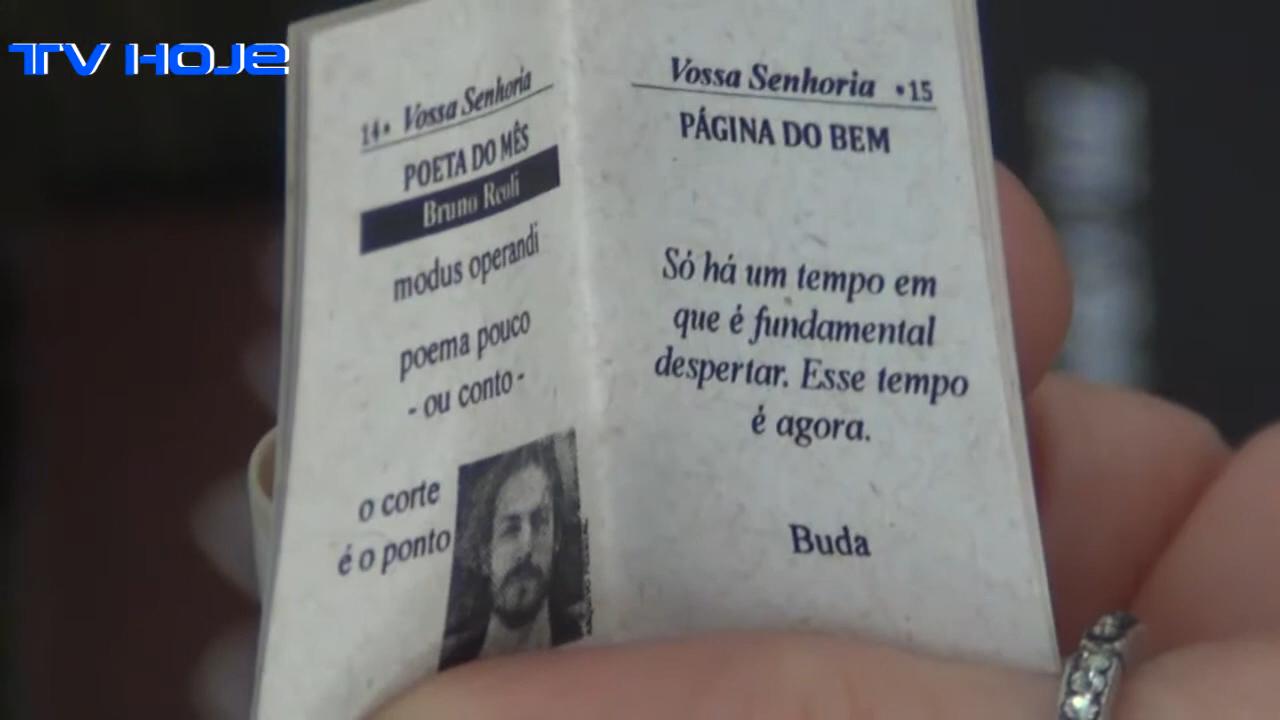 TV HOJE
14• Vossa Senhoria
POETA DO MÊS
Bruno Reoli
modus operandi
poema pouco
- ou conto -
o corte
é o ponto
Vossa Senhoria •15
PÁGINA DO BEM
Só há um tempo em
que é fundamental
despertar. Esse tempo
é agora.
Buda